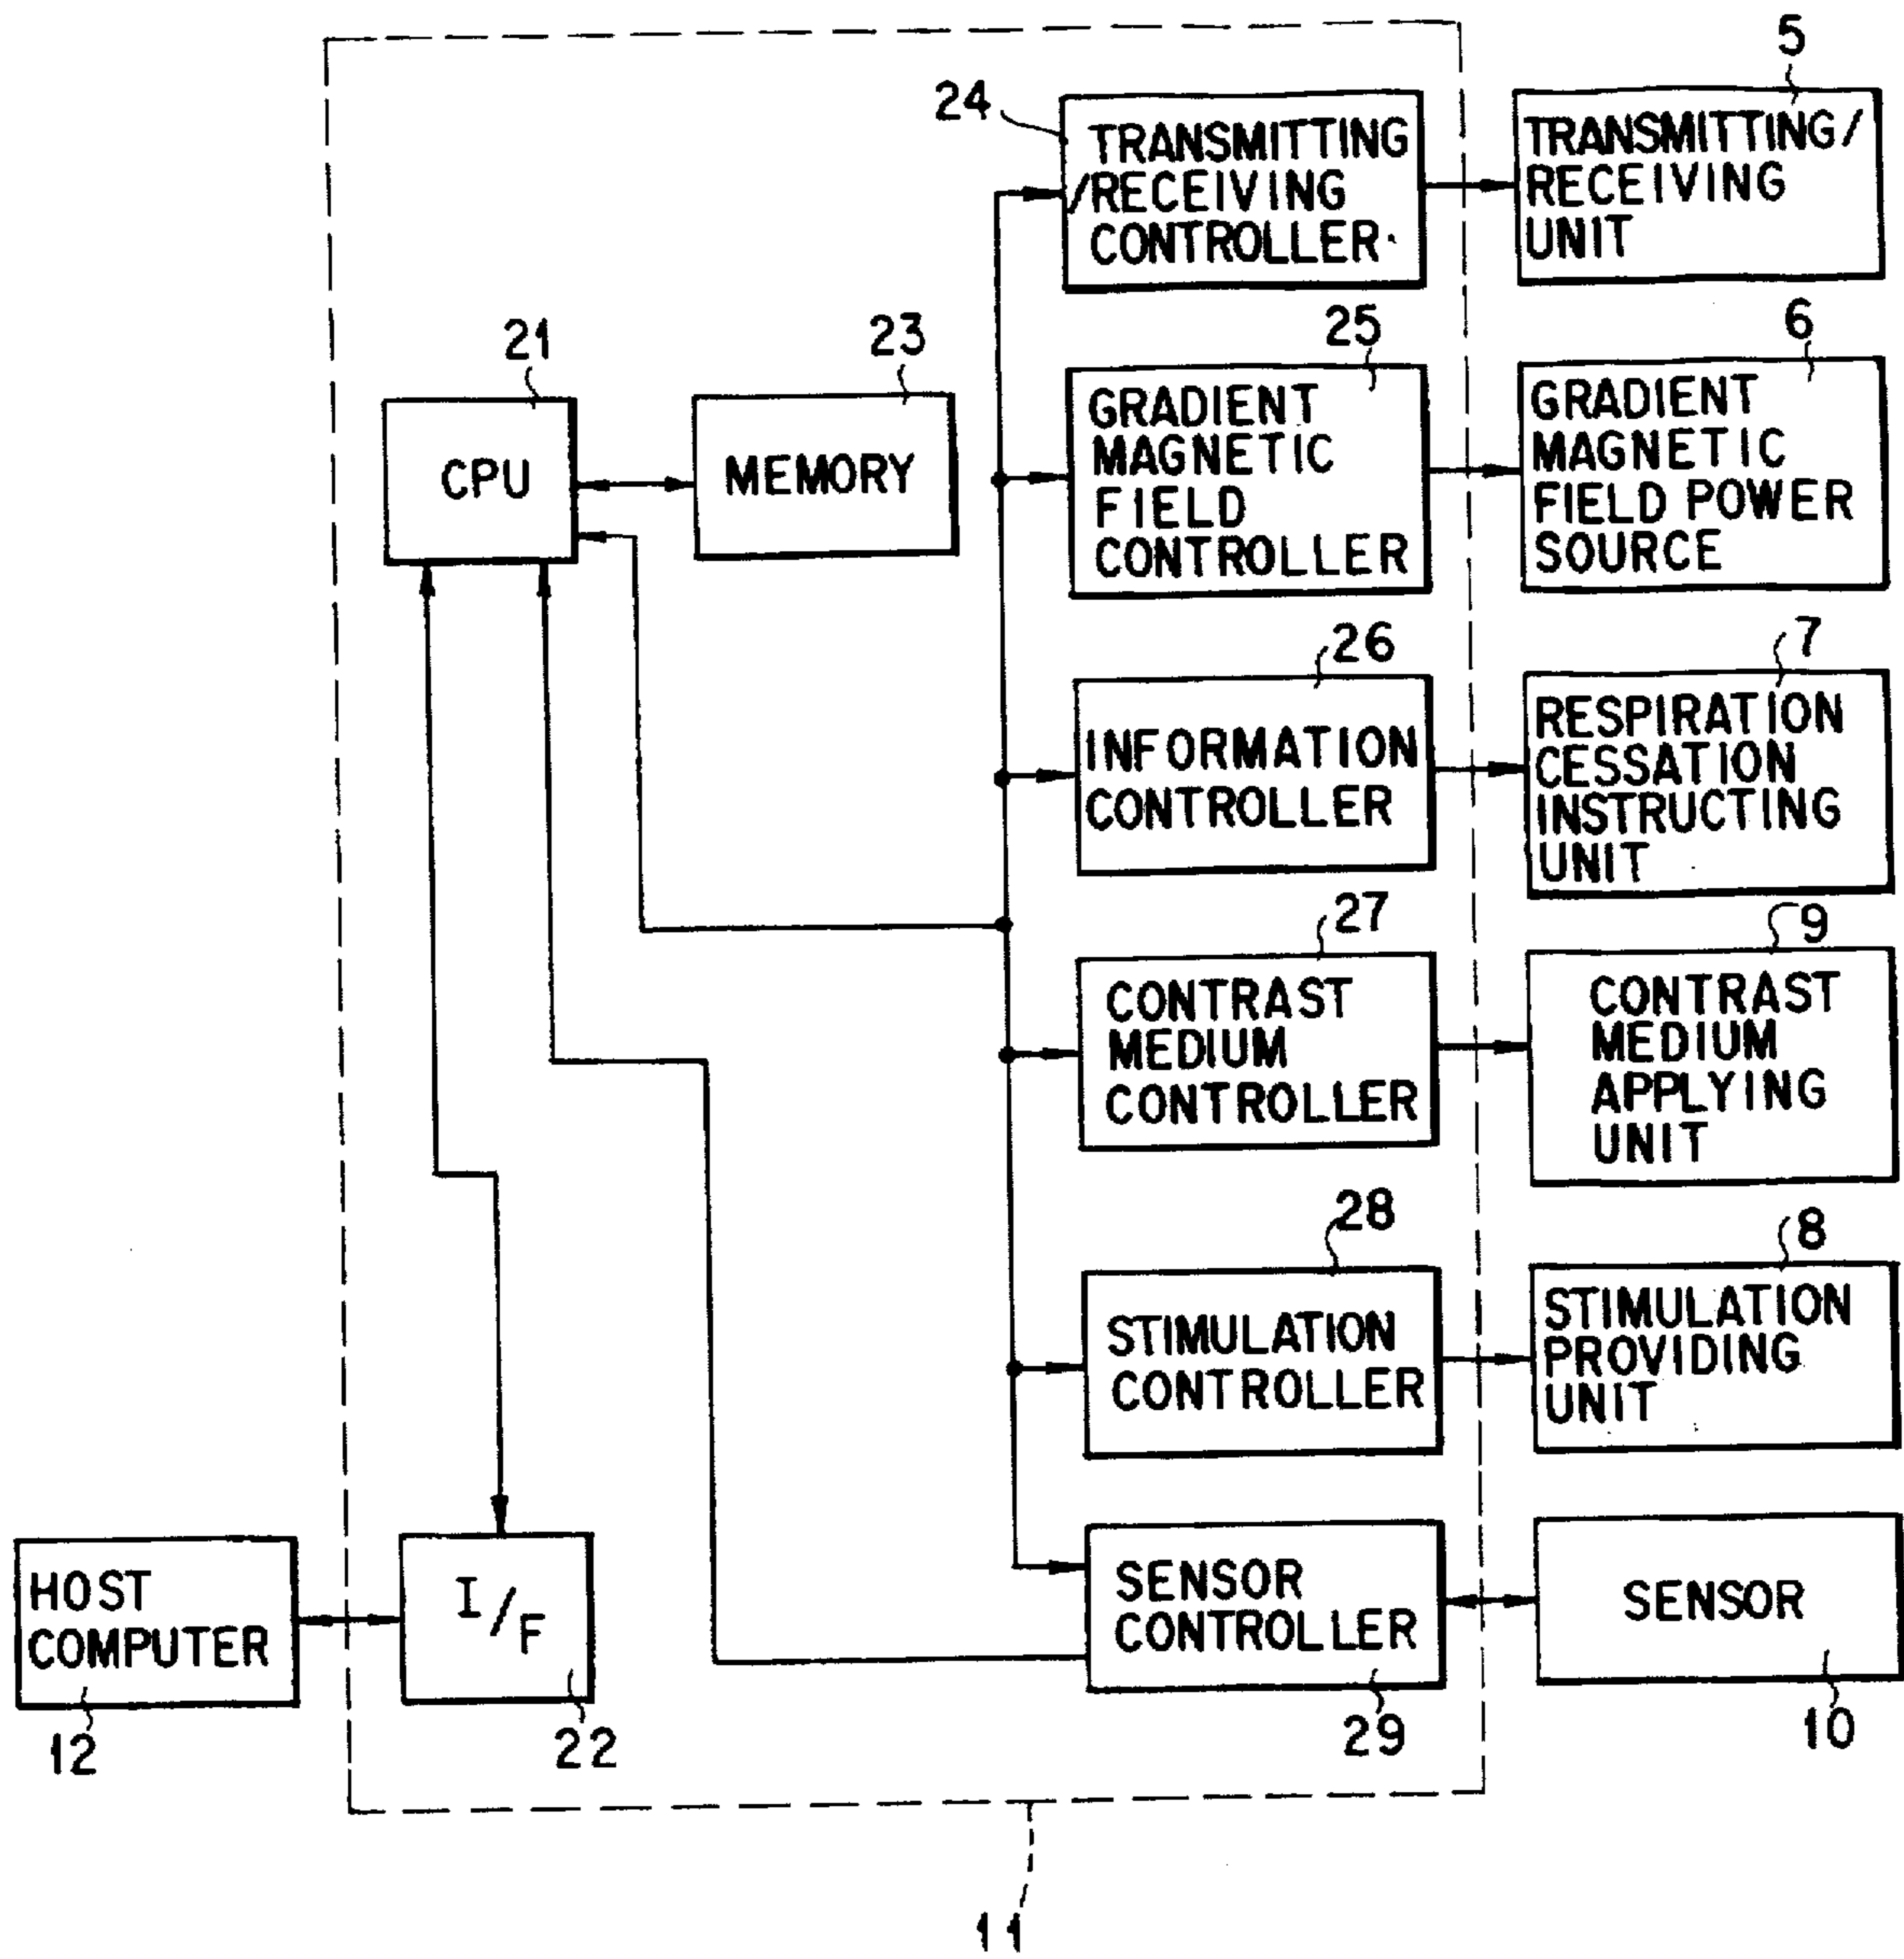 5
24
TRANSMITTING
/RECEIVING
CONTROLLER
TRANSMITTING/
RECEIVING
UNIT
21
23
25
6
CPU
MEMORY
GRADIENT
MAGNETIC
FIELD
CONTROLLER
GRADIENT
MAGNETIC
FIELD POWER
SOURCE
26
7
INFORMATION
CONTROLLER
RESPIRATION
CESSATION
INSTRUCTING
UNIT
27
9
CONTRAST
MEDIUM
CONTROLLER
CONTRAST
MEDIUM
APPLYING
UNIT
28
8
STIMULATION
CONTROLLER
STIMULATION
PROVIDING
UNIT
HOST
COMPUTER
I/F
SENSOR
CONTROLLER
SENSOR
12
22
29
10
11